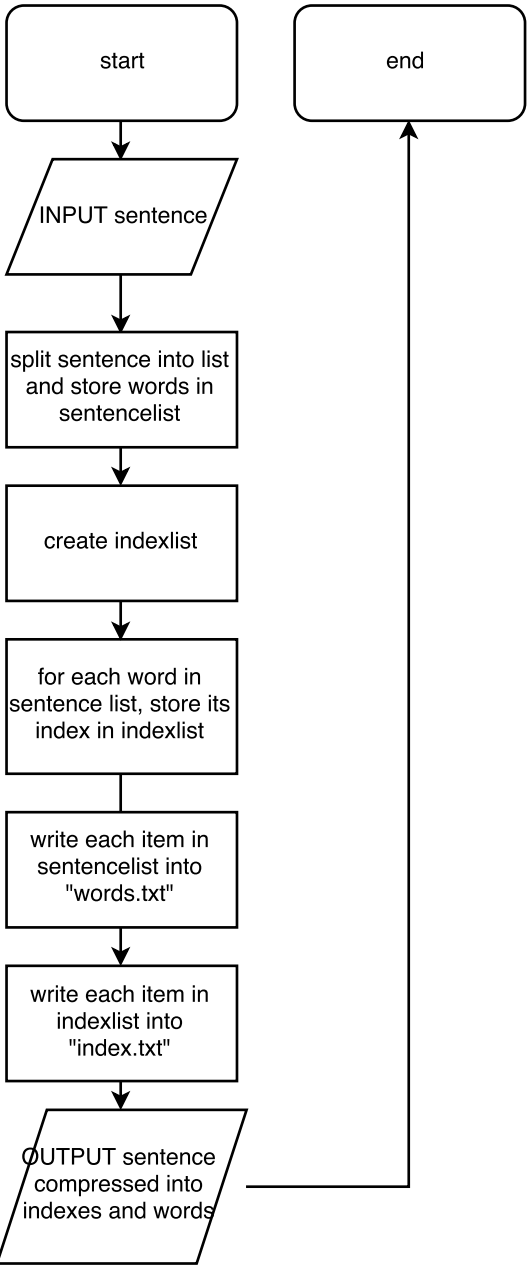 start
end
INPUT sentence
split sentence into list
and store words in
sentencelist
create indexlist
for each word in
sentence list, store its
index in indexlist
write each item in
sentencelist into
"words.txt"
write each item in
indexlist into
"index.txt"
OUTPUT sentence
compressed into
indexes and words